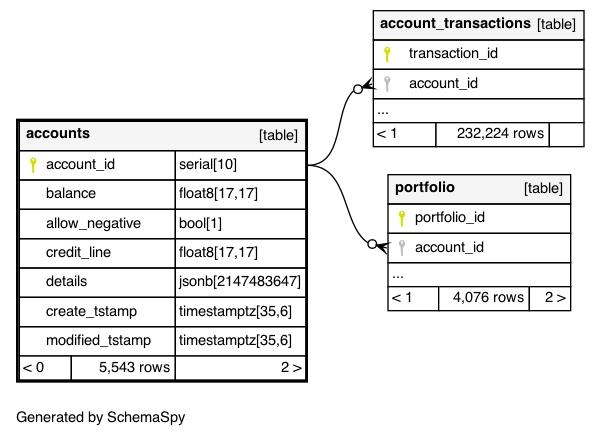 account_transactions [table]
transaction_id
account_id
...
< 1 232,224 rows
accounts [table]
account_id serial[10]
balance float8[17,17]
allow_negative bool[1]
credit_line float8[17,17]
details jsonb[2147483647]
create_tstamp timestamptz[35,6]
modified_tstamp timestamptz[35,6]
< 0 5,543 rows 2 >
portfolio [table]
portfolio_id
account_id
...
< 1 4,076 rows 2 >
Generated by SchemaSpy